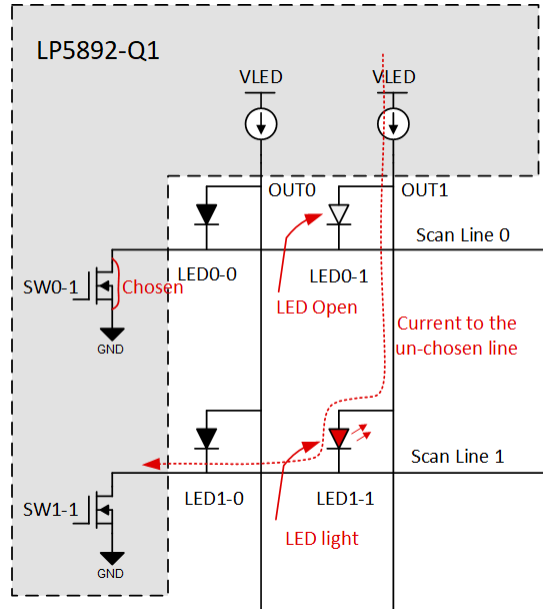 LP5892-Q1
VLED
VLED
OUT0
OUT1
Scan Line 0
LED0-0
LED0-1
SW0-1
Chosen
LED Open
GND
Current to the
un-chosen line
Scan Line 1
LED1-0
LED1-1
SW1-1
LED light
GND